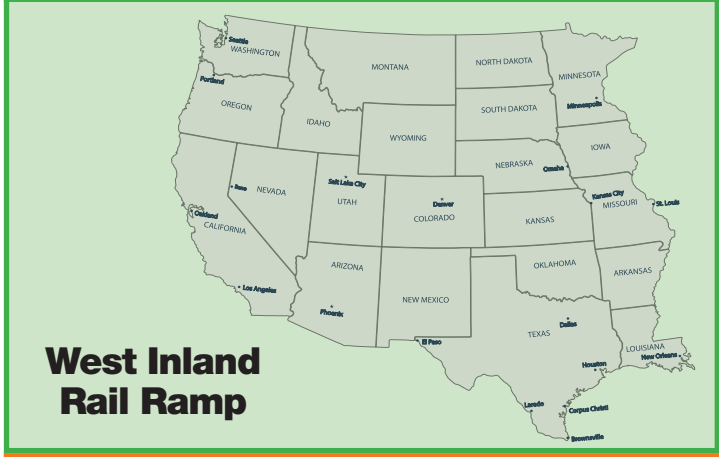 Seattle
WASHINGTON
MONTANA
NORTH DAKOTA
MINNESOTA
Portland
OREGON
IDAHO
SOUTH DAKOTA
Minneapolis
WYOMING
IOWA
NEBRASKA
Omaha
Reno
NEVADA
Salt Lake City
UTAH
Denver
COLORADO
Kansas City
MISSOURI
St. Louis
KANSAS
Oakland
CALIFORNIA
ARIZONA
OKLAHOMA
ARKANSAS
Los Angeles
NEW MEXICO
Phoenix
Dallas
TEXAS
El Paso
LOUISIANA
New Orleans
Houston
Laredo
Corpus Christi
Brownsville
West Inland
Rail Ramp